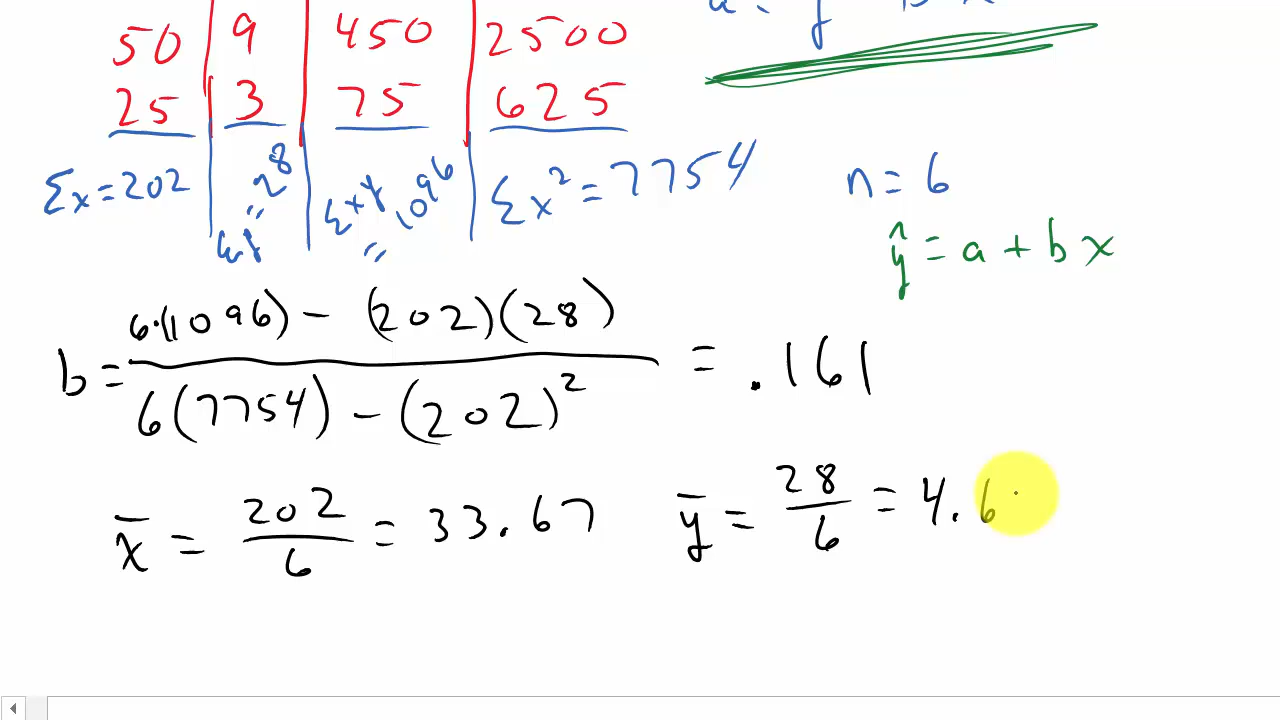 50 9 450 2500
25 3 75 625
Σx = 202 Σy = 28 Σxy = 1096 Σx² = 7754 n = 6
ŷ = a + bx
b = 6·(1096) − (202)(28) / 6(7754) − (202)² = .161
x̄ = 202/6 = 33.67 ȳ = 28/6 = 4.6